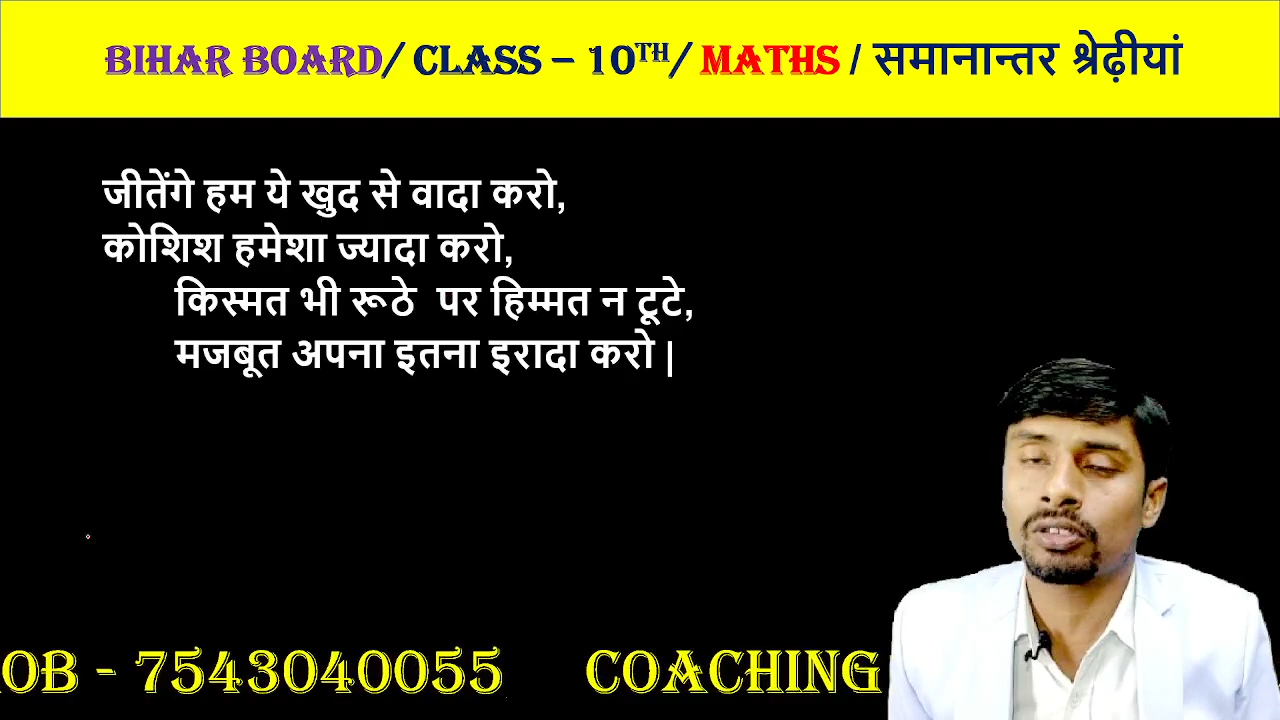 BIHAR BOARD/ CLASS – 10TH/ MATHS / समानान्तर श्रेढ़ीयां
जीतेंगे हम ये खुद से वादा करो,
कोशिश हमेशा ज्यादा करो,
किस्मत भी रूठे पर हिम्मत न टूटे,
मजबूत अपना इतना इरादा करो |
OB - 7543040055 COACHING